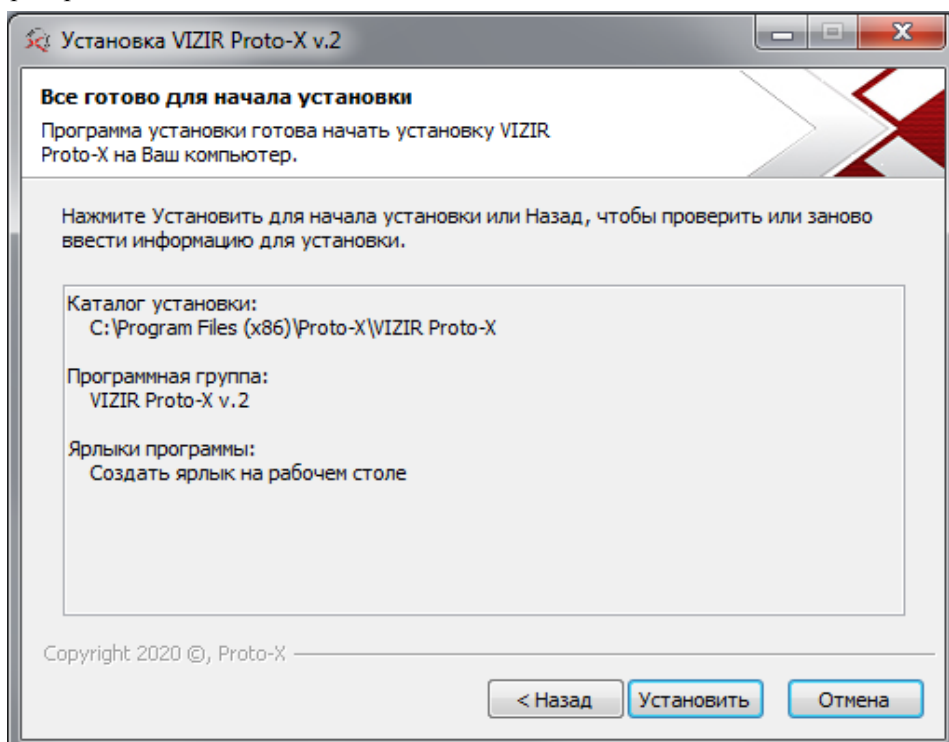 Установка VIZIR Proto-X v.2
Все готово для начала установки
Программа установки готова начать установку VIZIR
Proto-X на Ваш компьютер.
Нажмите Установить для начала установки или Назад, чтобы проверить или заново
ввести информацию для установки.
Каталог установки:
C:\Program Files (x86)\Proto-X\VIZIR Proto-X
Программная группа:
VIZIR Proto-X v.2
Ярлыки программы:
Создать ярлык на рабочем столе
Copyright 2020 ©, Proto-X
< Назад Установить Отмена